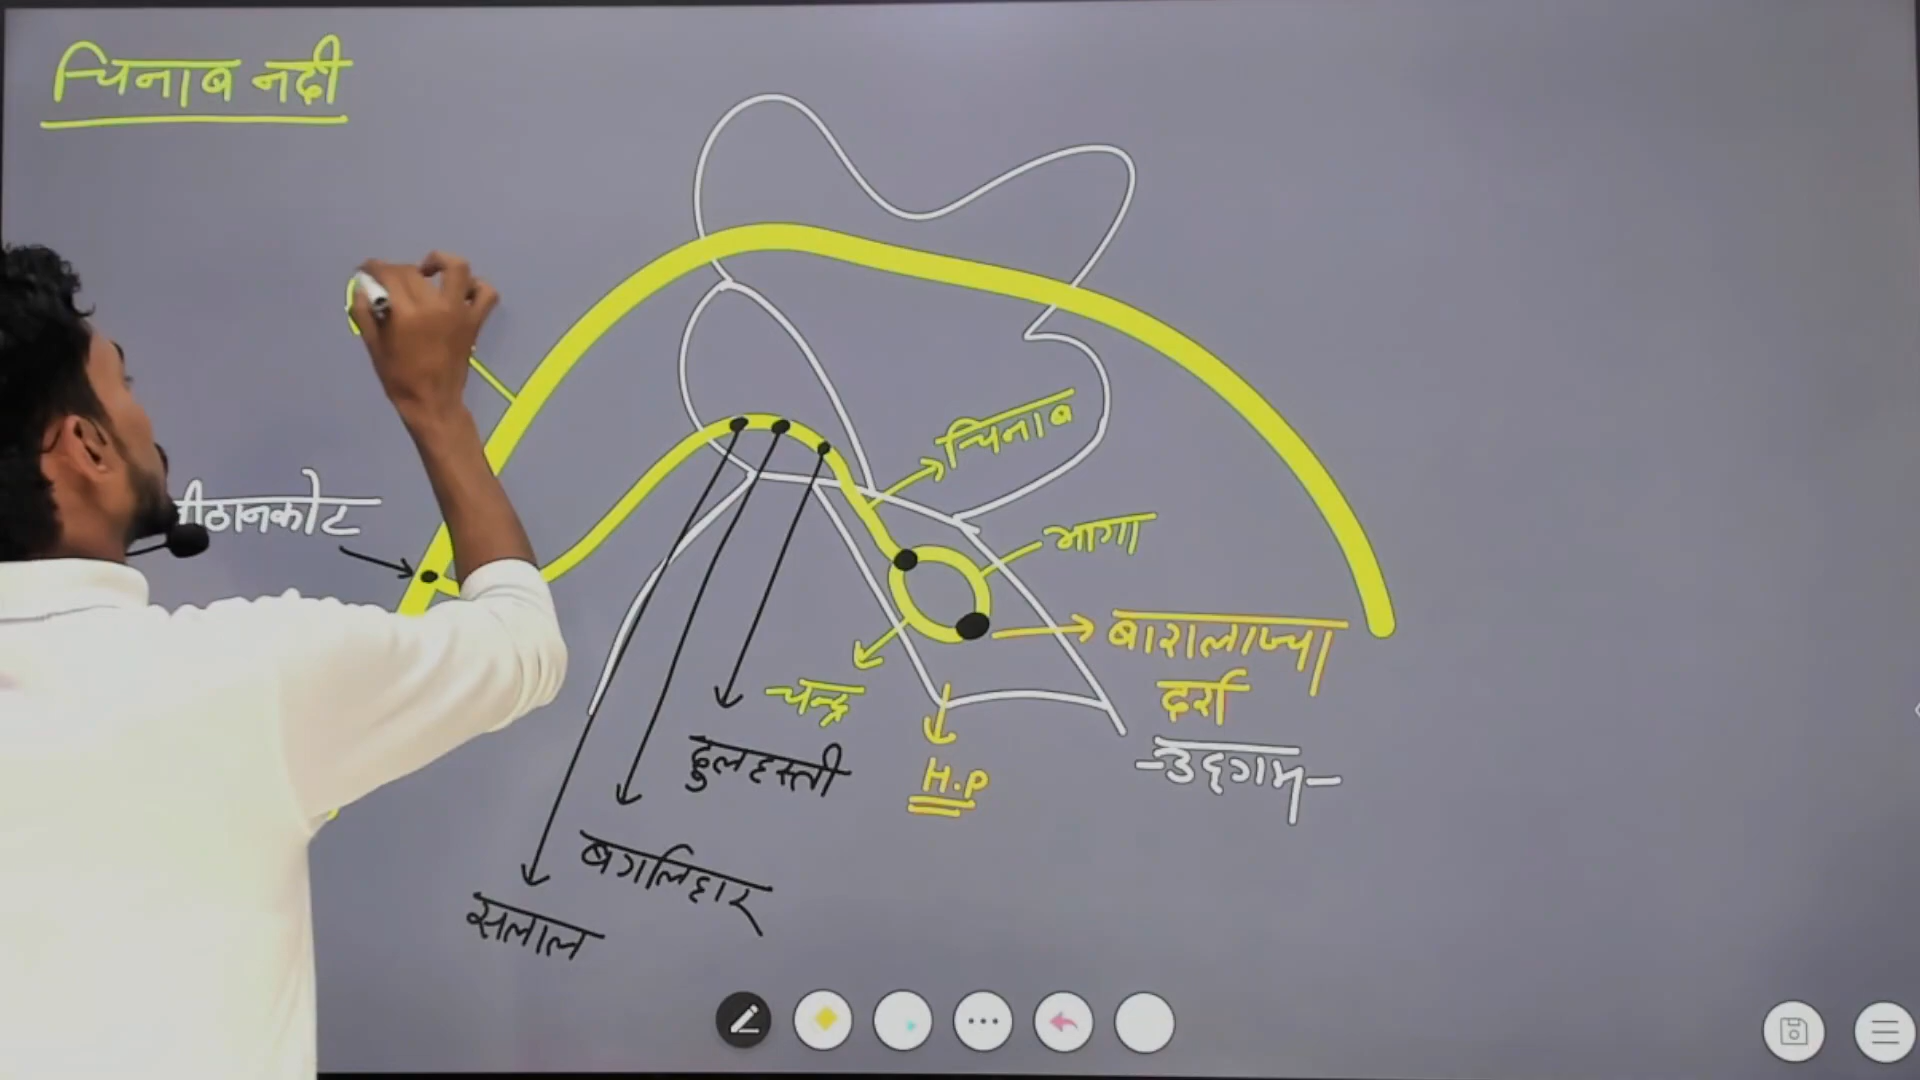 चिनाब नदी
चिनाब
ठानकोट
भागा
बारालाच्चा
दर्रा
-उद्गम-
चन्द्र
H.P
दुलहस्ती
बगलिहार
सलाल